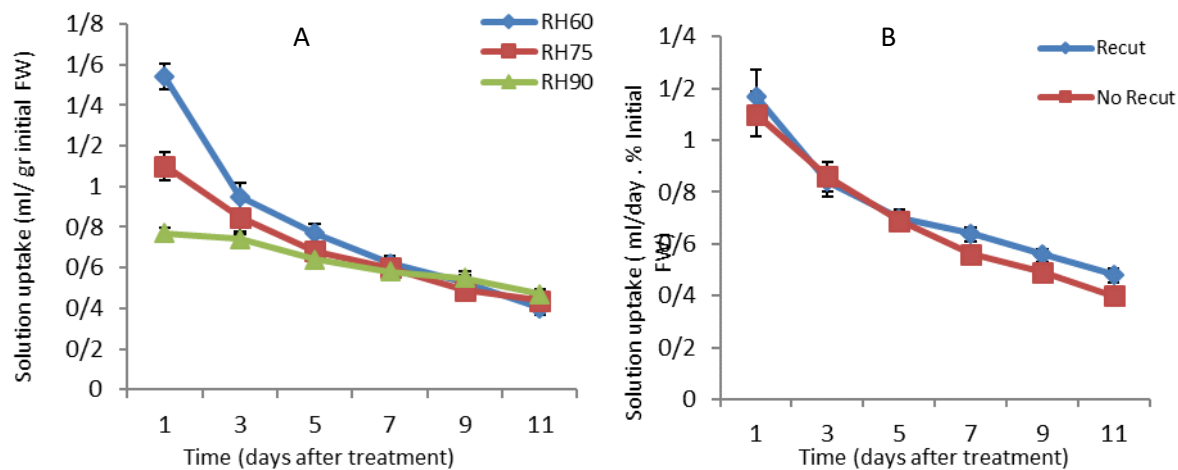 A
RH60
RH75
RH90
Solution uptake (ml/ gr initial FW)
1/8
1/6
1/4
1/2
1
0/8
0/6
0/4
0/2
0
1 3 5 7 9 11
Time (days after treatment)
B
Recut
No Recut
Solution uptake ( ml/day . % Initial
FW)
1/4
1/2
1
0/8
0/6
0/4
0/2
0
1 3 5 7 9 11
Time (days after treatment)